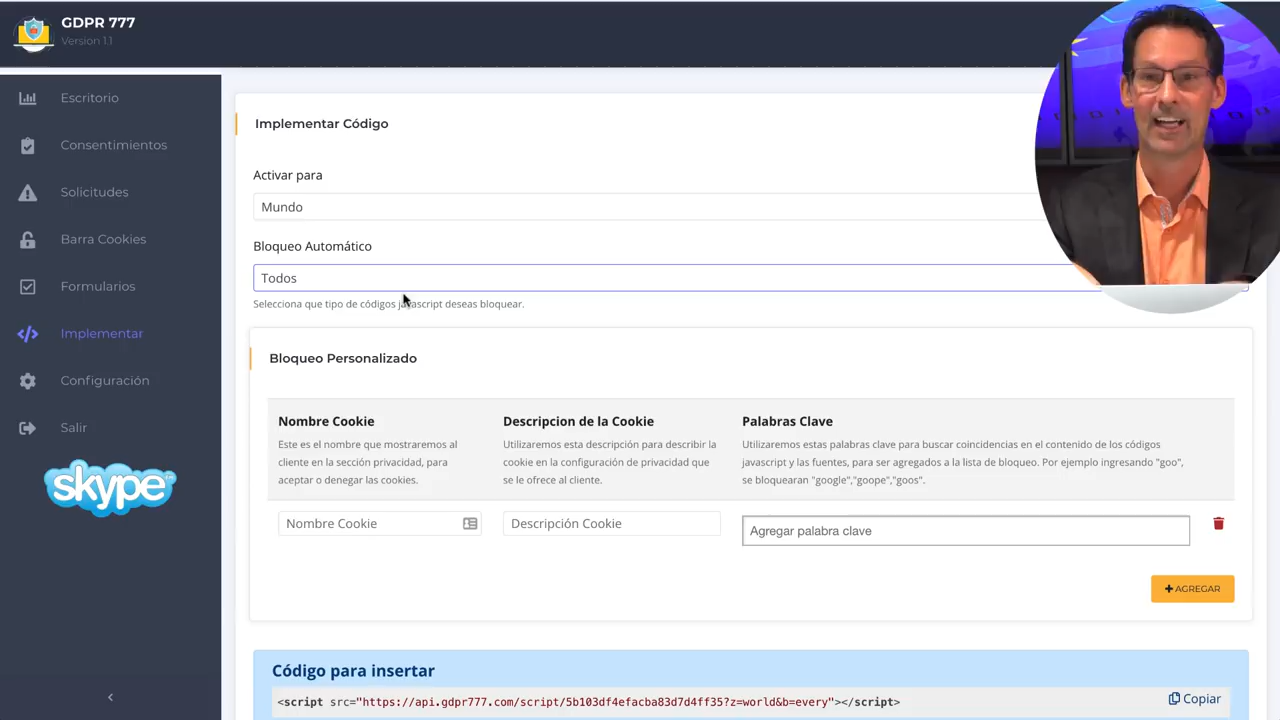 GDPR 777
Version 1.1
Escritorio
Consentimientos
Solicitudes
Barra Cookies
Formularios
Implementar
Configuración
Salir
skype
Implementar Código
Activar para
Mundo
Bloqueo Automático
Todos
Selecciona que tipo de códigos javascript deseas bloquear.
Bloqueo Personalizado
Nombre Cookie
Este es el nombre que mostraremos al
cliente en la sección privacidad, para
aceptar o denegar las cookies.
Descripcion de la Cookie
Utilizaremos esta descripción para describir la
cookie en la configuración de privacidad que
se le ofrece al cliente.
Palabras Clave
Utilizaremos estas palabras clave para buscar coincidencias en el contenido de los códigos
javascript y las fuentes, para ser agregados a la lista de bloqueo. Por ejemplo ingresando "goo",
se bloquearan "google","goope","goos".
Nombre Cookie
Descripción Cookie
Agregar palabra clave
+ AGREGAR
Código para insertar
<script src="https://api.gdpr777.com/script/5b103df4efacba83d7d4ff35?z=world&b=every"></script>
Copiar